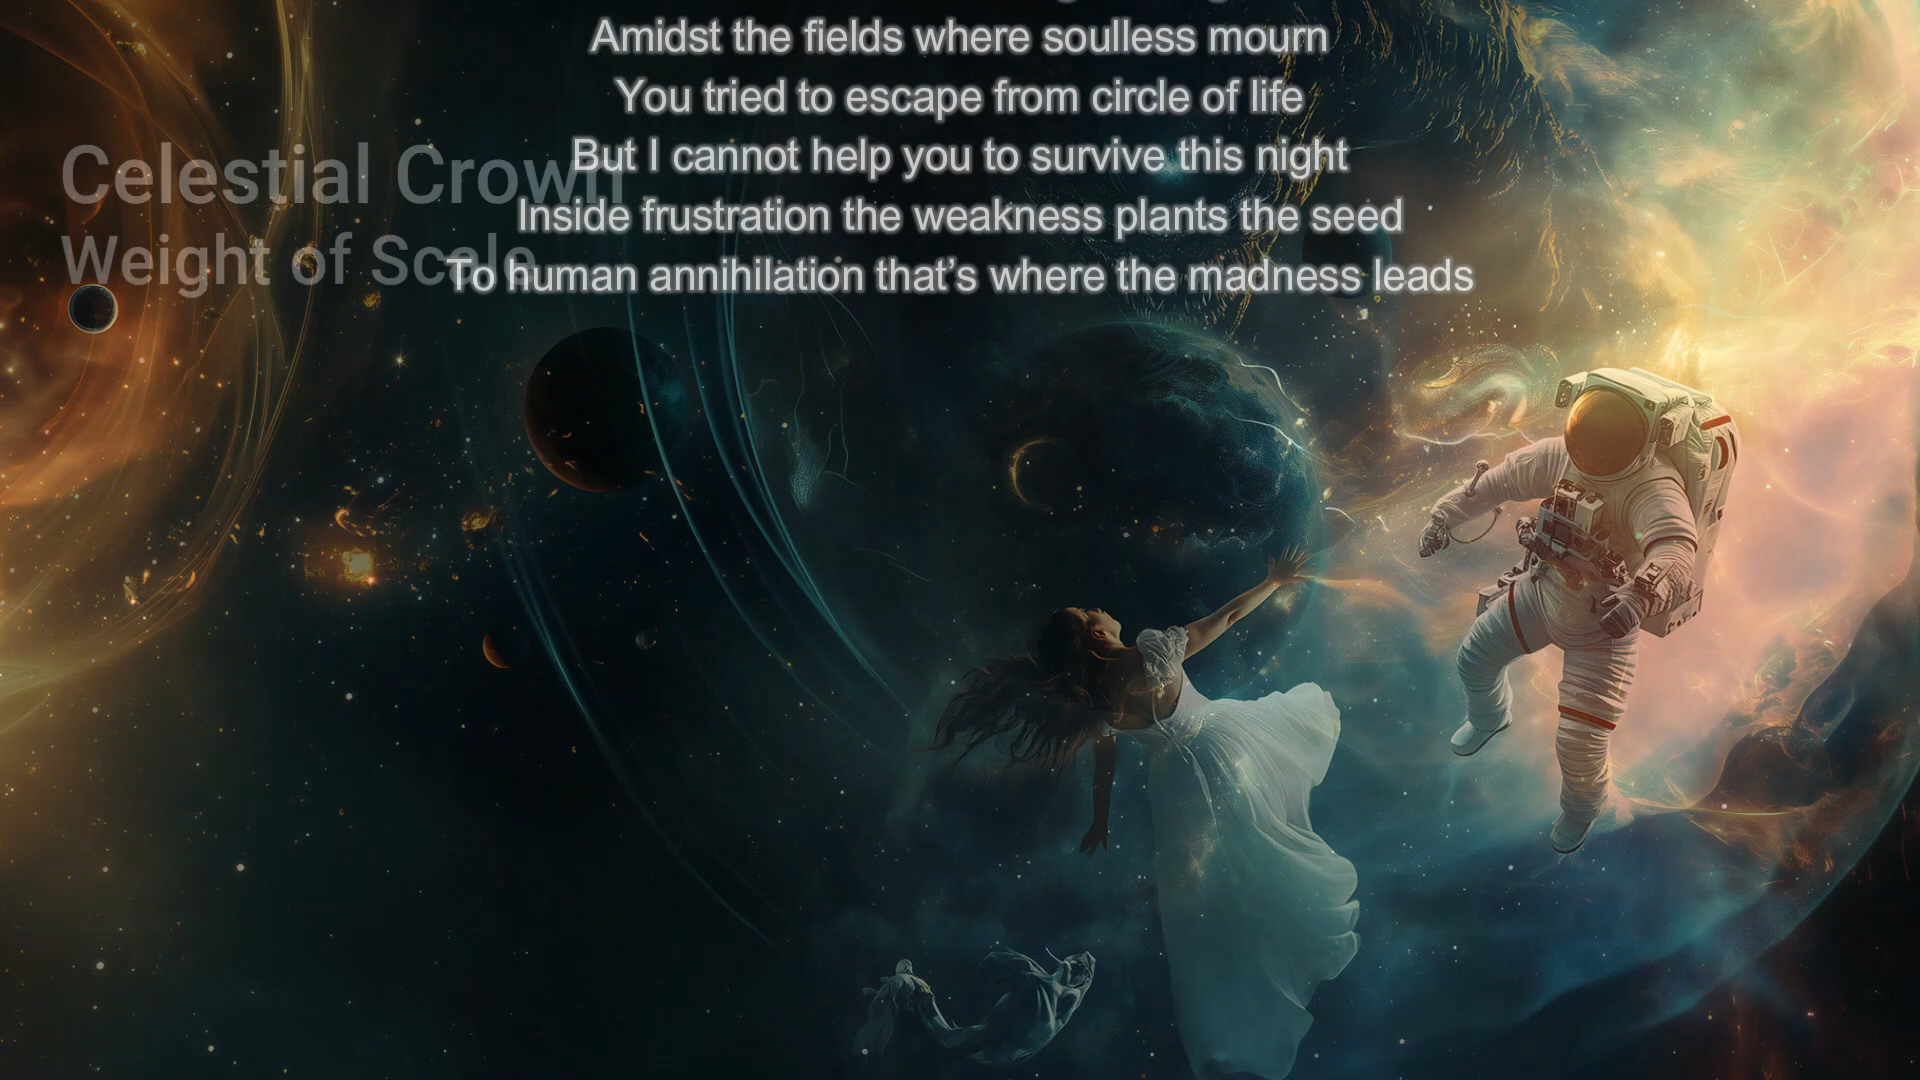 Amidst the fields where soulless mourn
You tried to escape from circle of life
Celestial Crown
But I cannot help you to survive this night
Inside frustration the weakness plants the seed
Weight of Scale
To human annihilation that’s where the madness leads